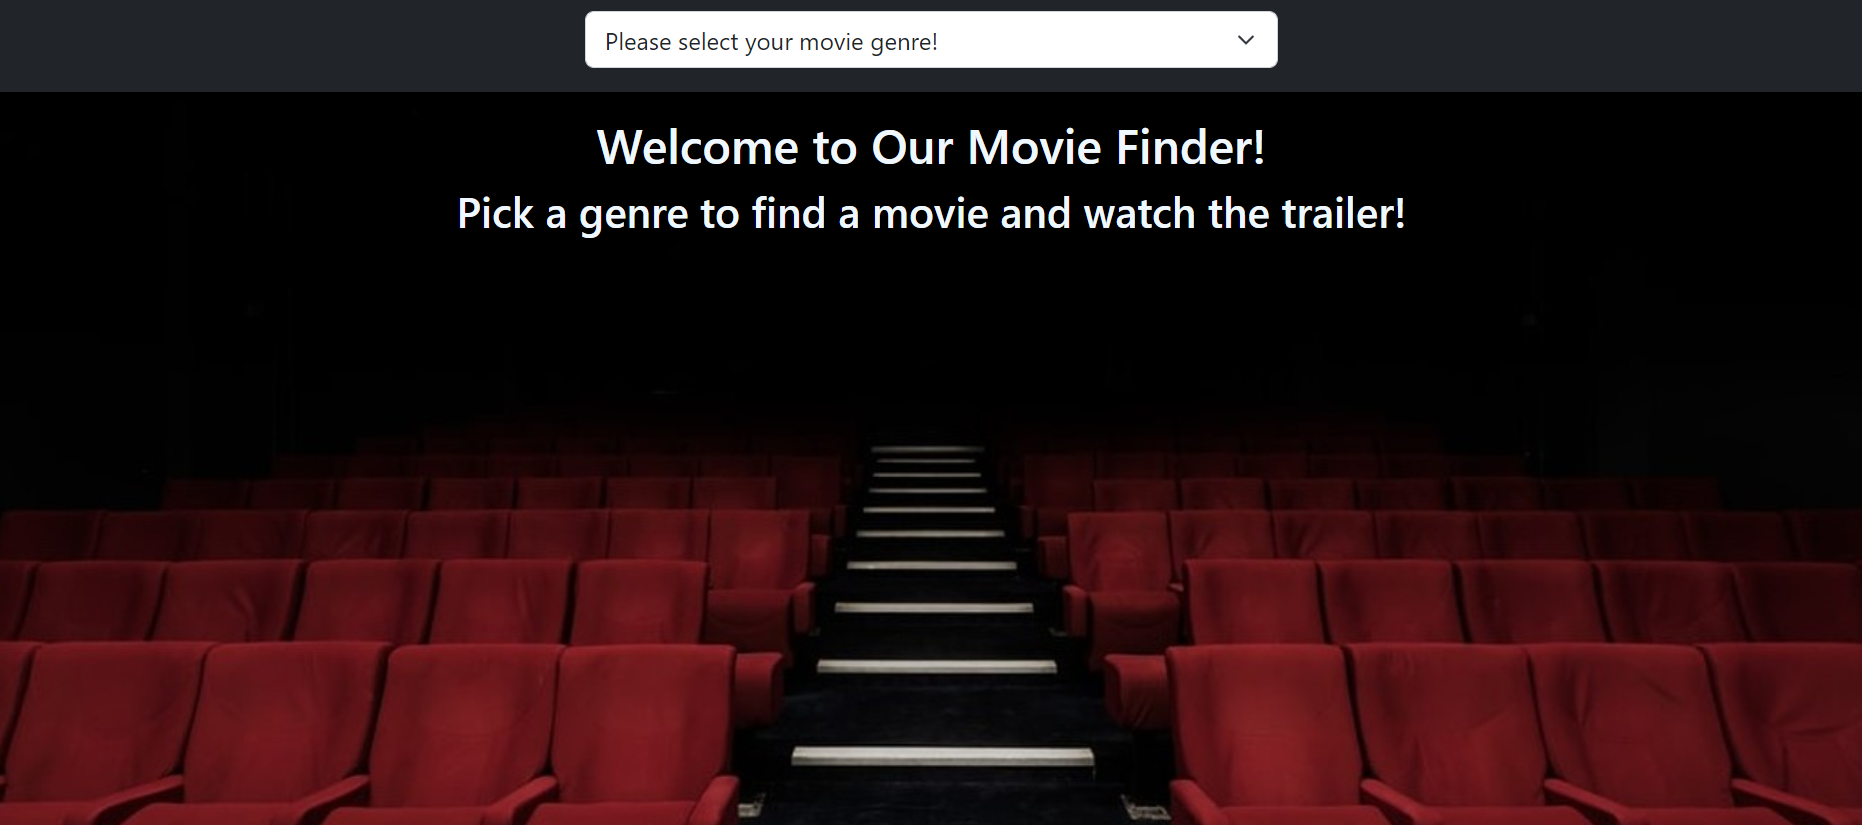 Please select your movie genre!
Welcome to Our Movie Finder!
Pick a genre to find a movie and watch the trailer!